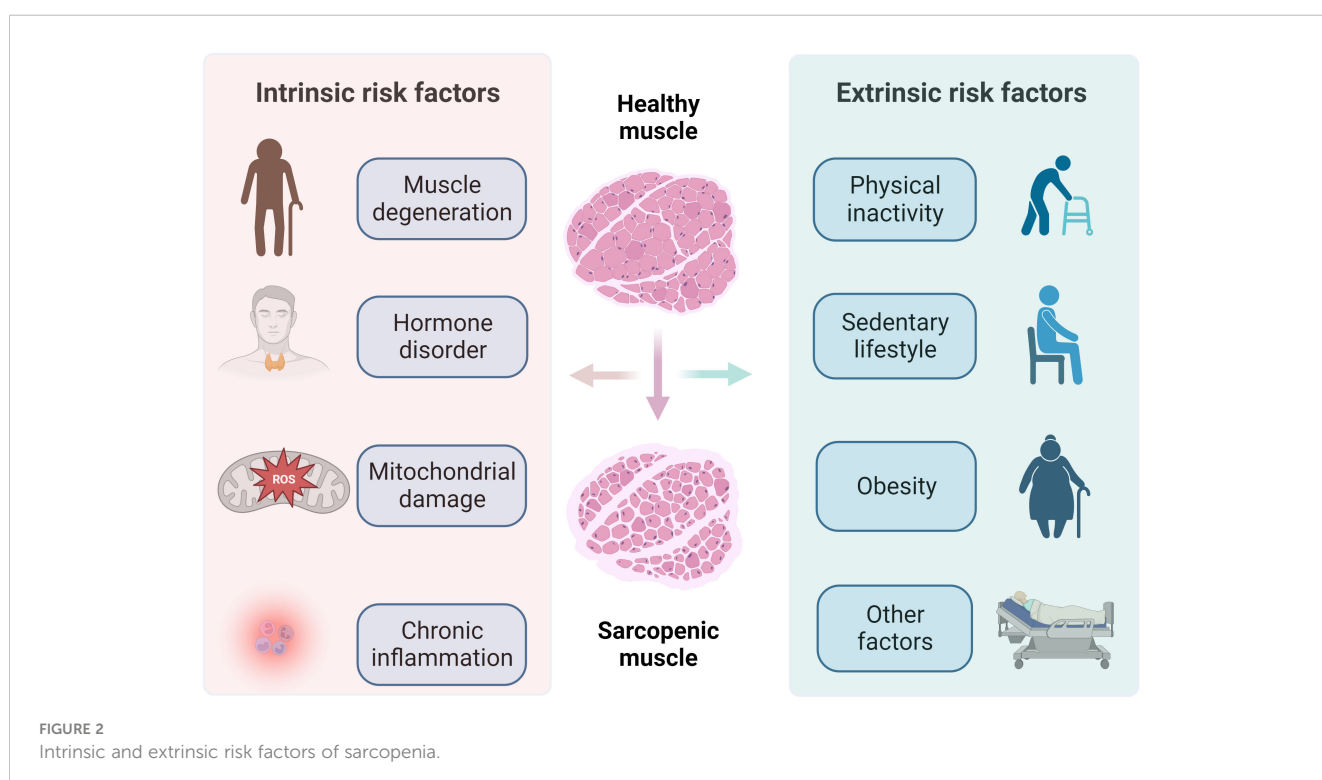 Intrinsic risk factors
Muscle
degeneration
Hormone
disorder
ROS
Mitochondrial
damage
Chronic
inflammation
Healthy
muscle
Sarcopenic
muscle
Extrinsic risk factors
Physical
inactivity
Sedentary
lifestyle
Obesity
Other
factors
FIGURE 2
Intrinsic and extrinsic risk factors of sarcopenia.